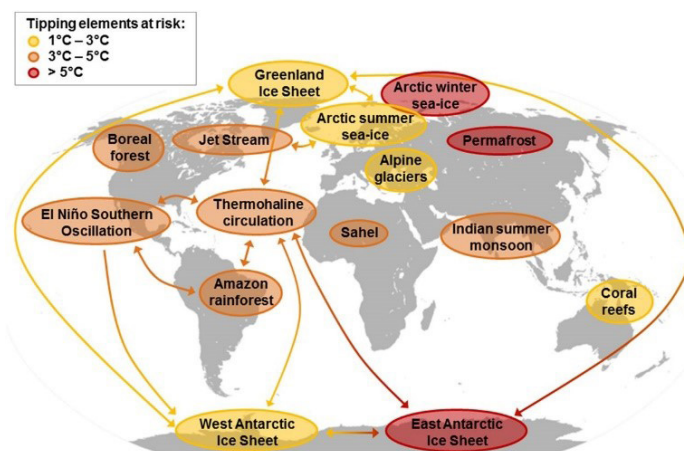 Tipping elements at risk:
1°C – 3°C
3°C – 5°C
> 5°C
Greenland
Ice Sheet
Arctic winter
sea-ice
Arctic summer
sea-ice
Boreal
forest
Jet Stream
Permafrost
Alpine
glaciers
El Niño Southern
Oscillation
Thermohaline
circulation
Sahel
Indian summer
monsoon
Amazon
rainforest
Coral
reefs
West Antarctic
Ice Sheet
East Antarctic
Ice Sheet